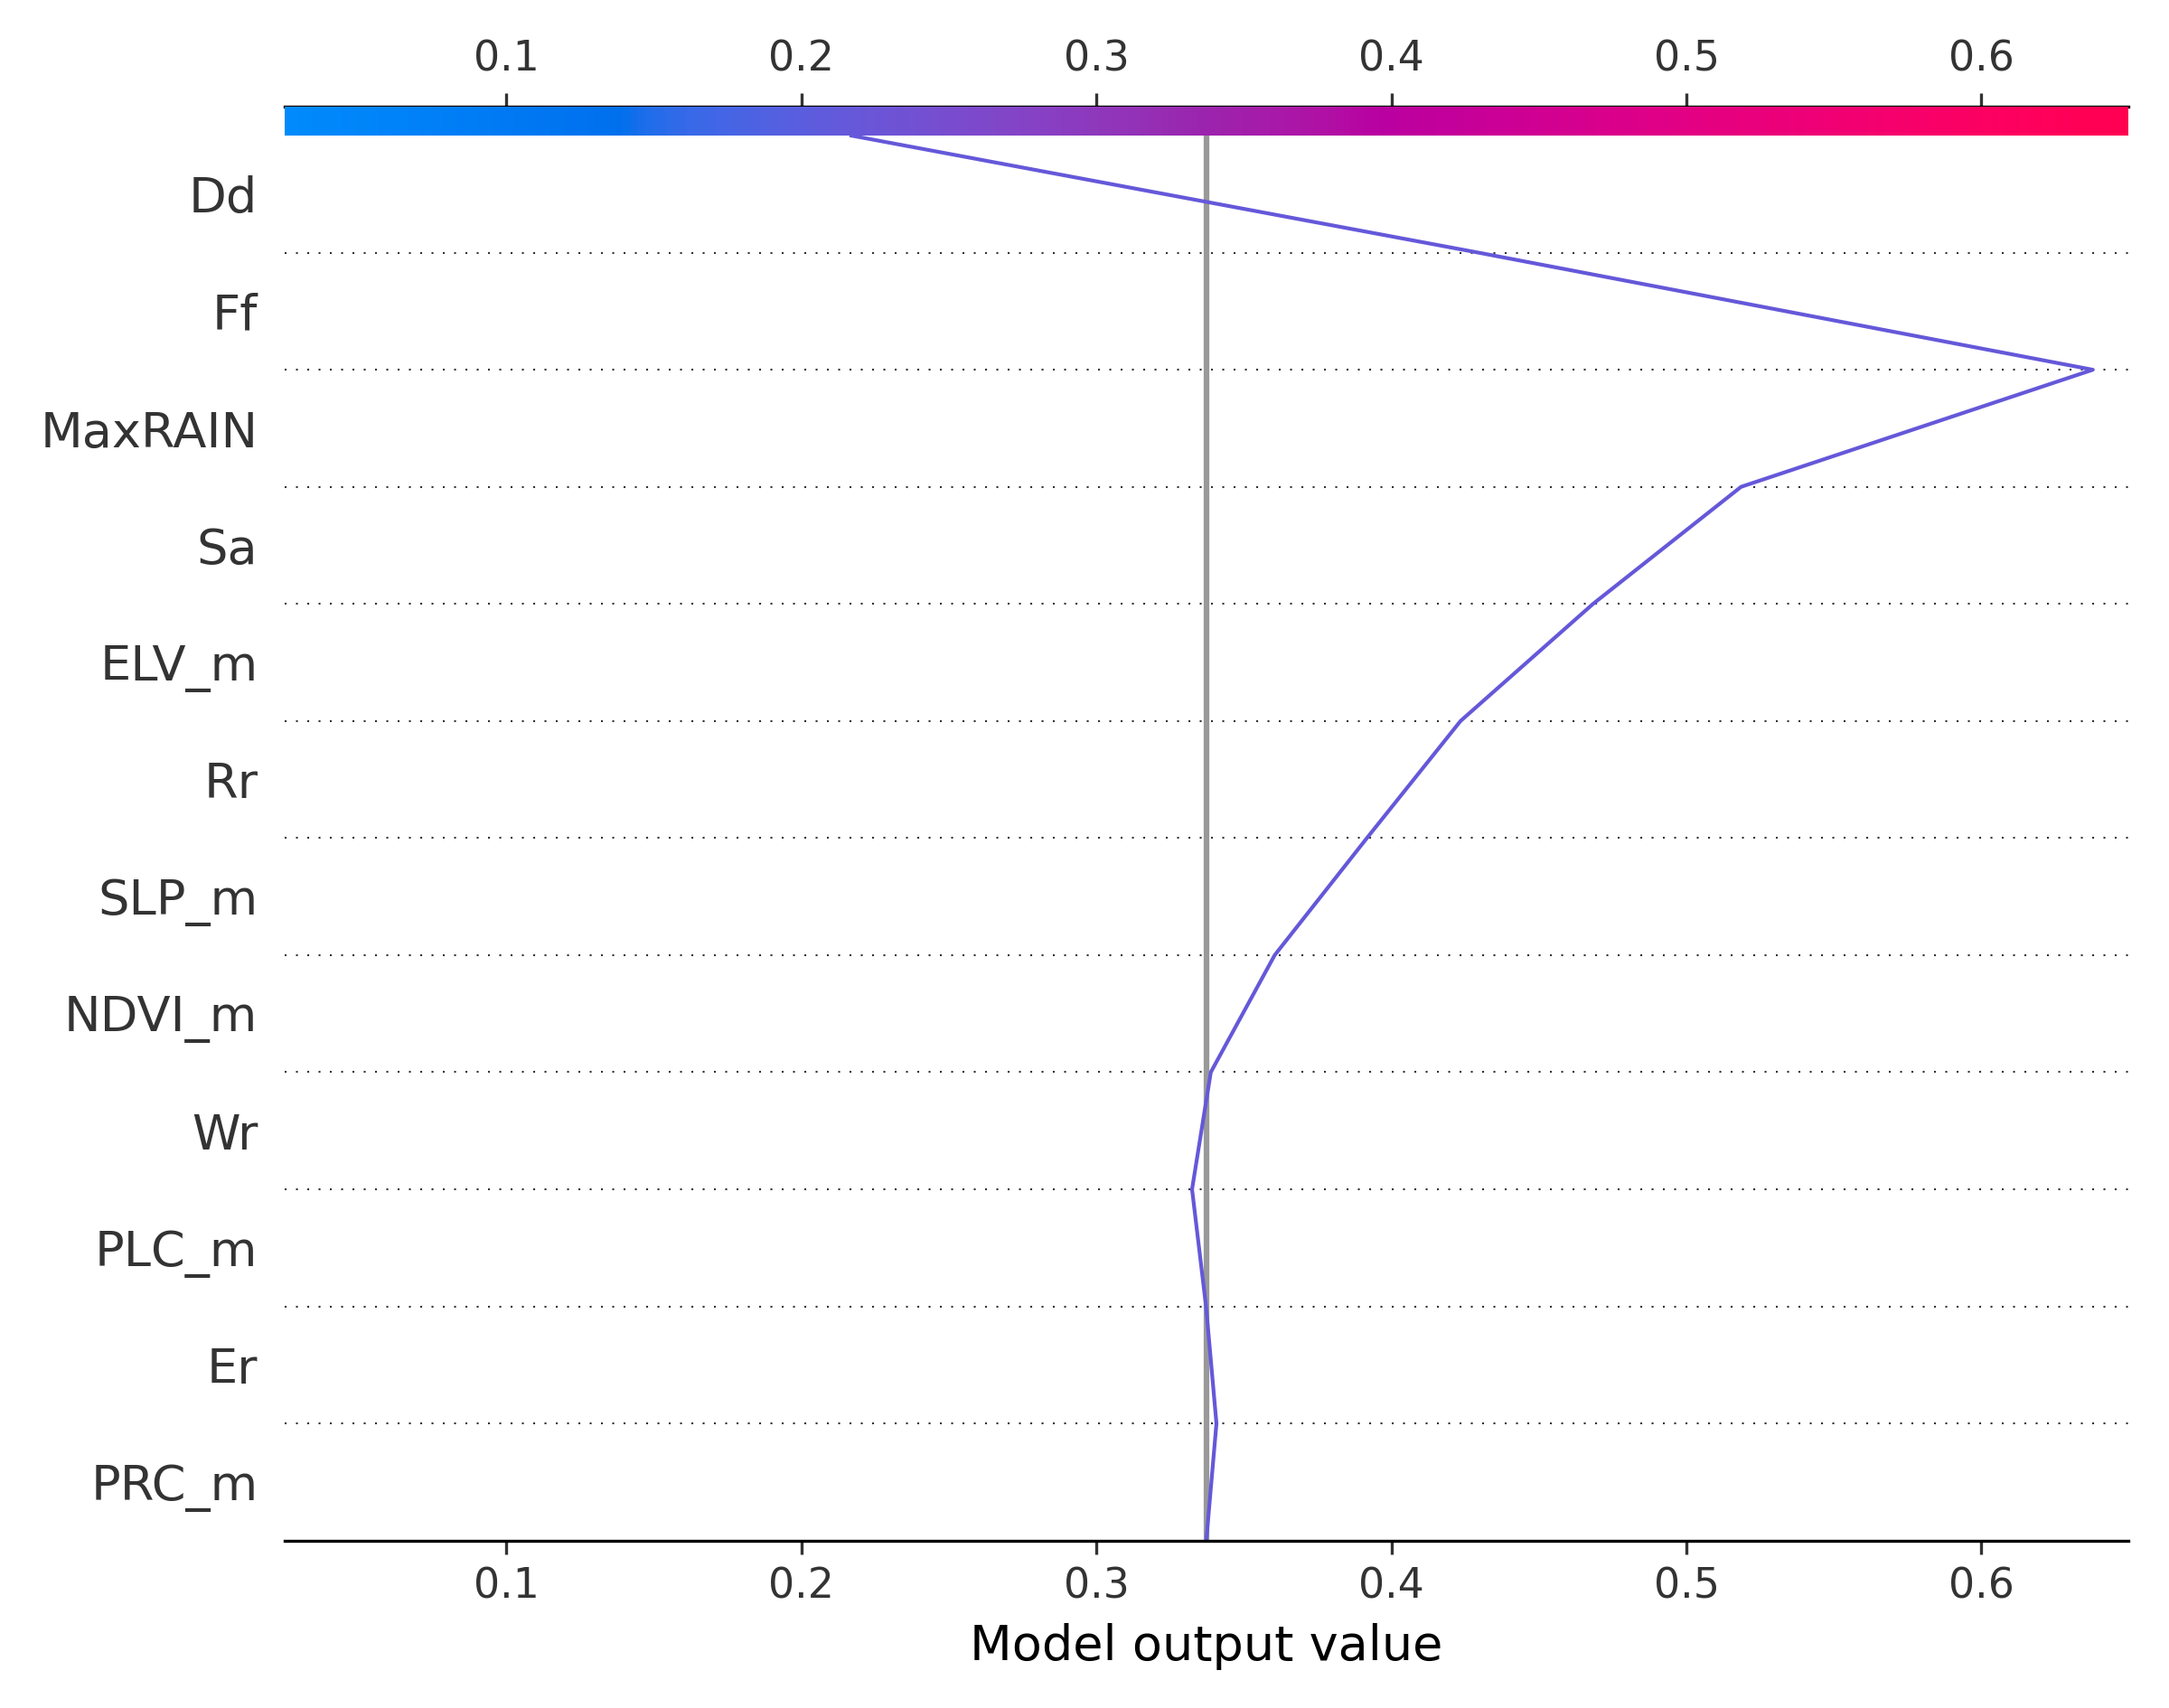 0.1 0.2 0.3 0.4 0.5 0.6
Dd
Ff
MaxRAIN
Sa
ELV_m
Rr
SLP_m
NDVI_m
Wr
PLC_m
Er
PRC_m
0.1 0.2 0.3 0.4 0.5 0.6
Model output value